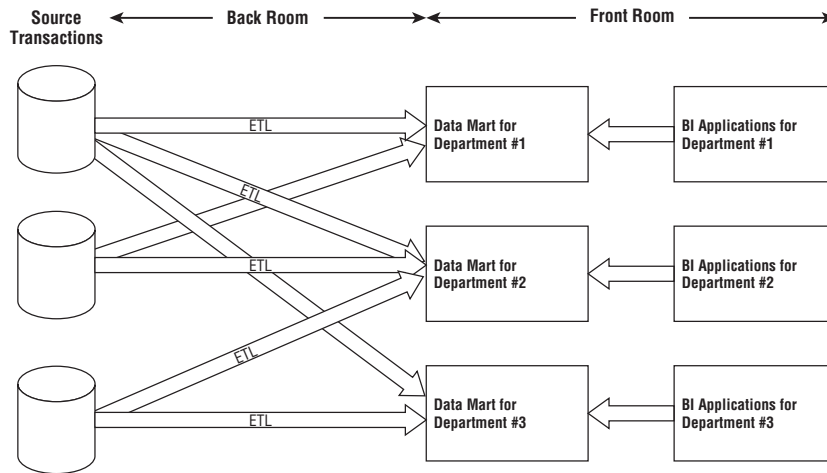 Source
Transactions
Back Room
Front Room
ETL
Data Mart for
Department #1
BI Applications for
Department #1
ETL
ETL
Data Mart for
Department #2
BI Applications for
Department #2
ETL
ETL
Data Mart for
Department #3
BI Applications for
Department #3